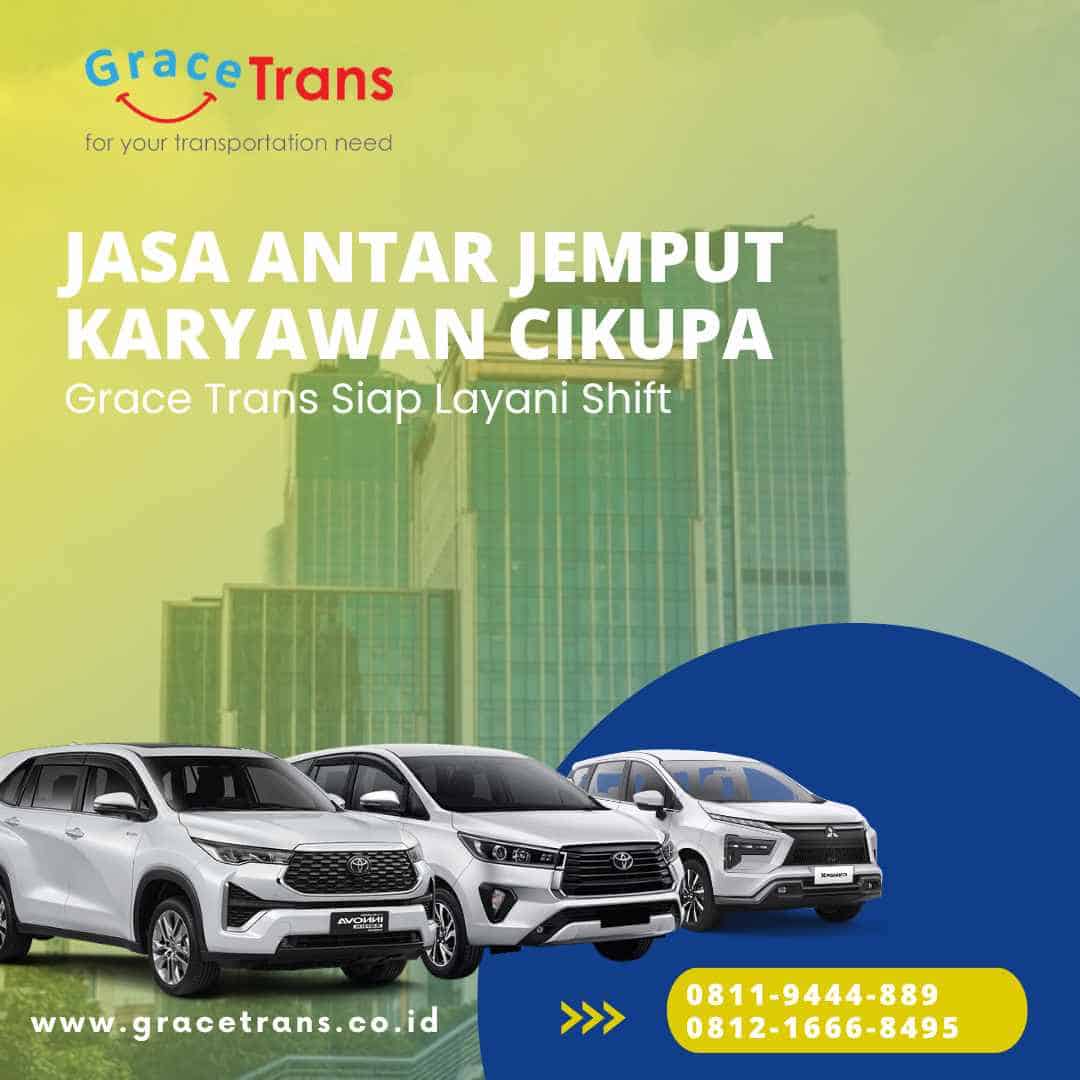 GraceTrans
for your transportation need
JASA ANTAR JEMPUT
KARYAWAN CIKUPA
Grace Trans Siap Layani Shift
INNOVA
www.gracetrans.co.id
0811-9444-889
0812-1666-8495